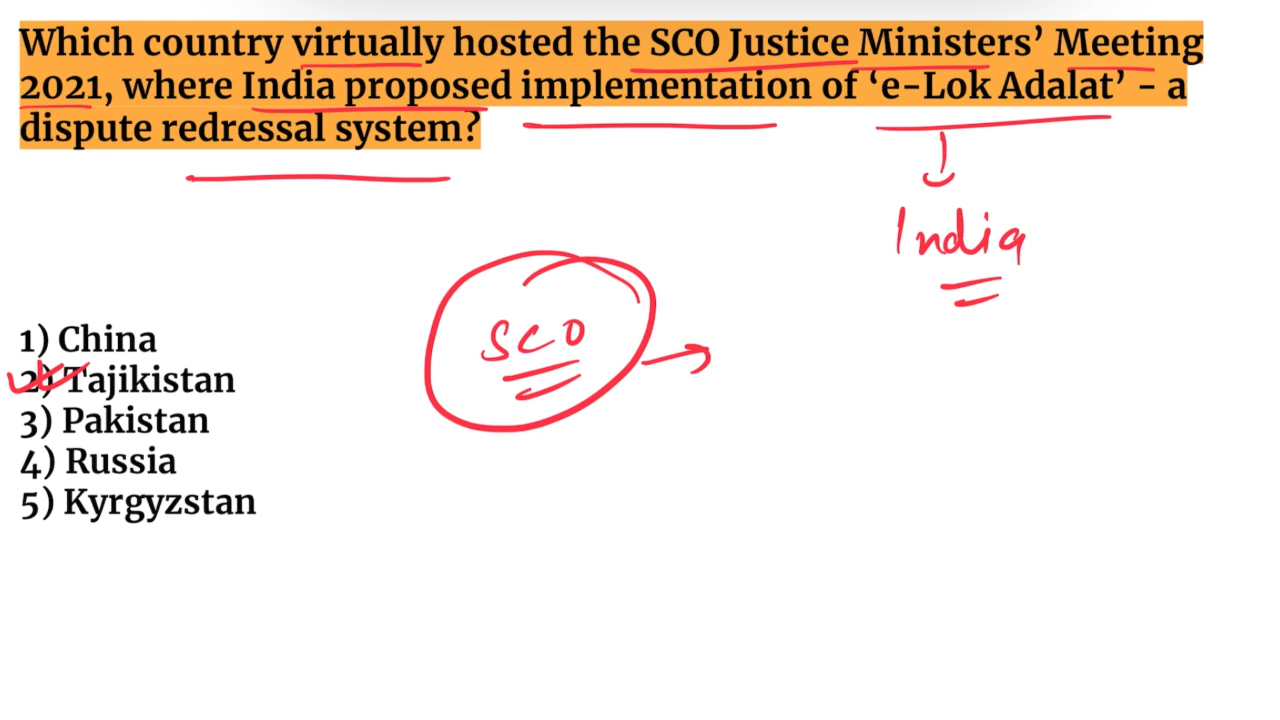 Which country virtually hosted the SCO Justice Ministers’ Meeting
2021, where India proposed implementation of ‘e-Lok Adalat’ - a
dispute redressal system?
India
SCO
1) China
2) Tajikistan
3) Pakistan
4) Russia
5) Kyrgyzstan